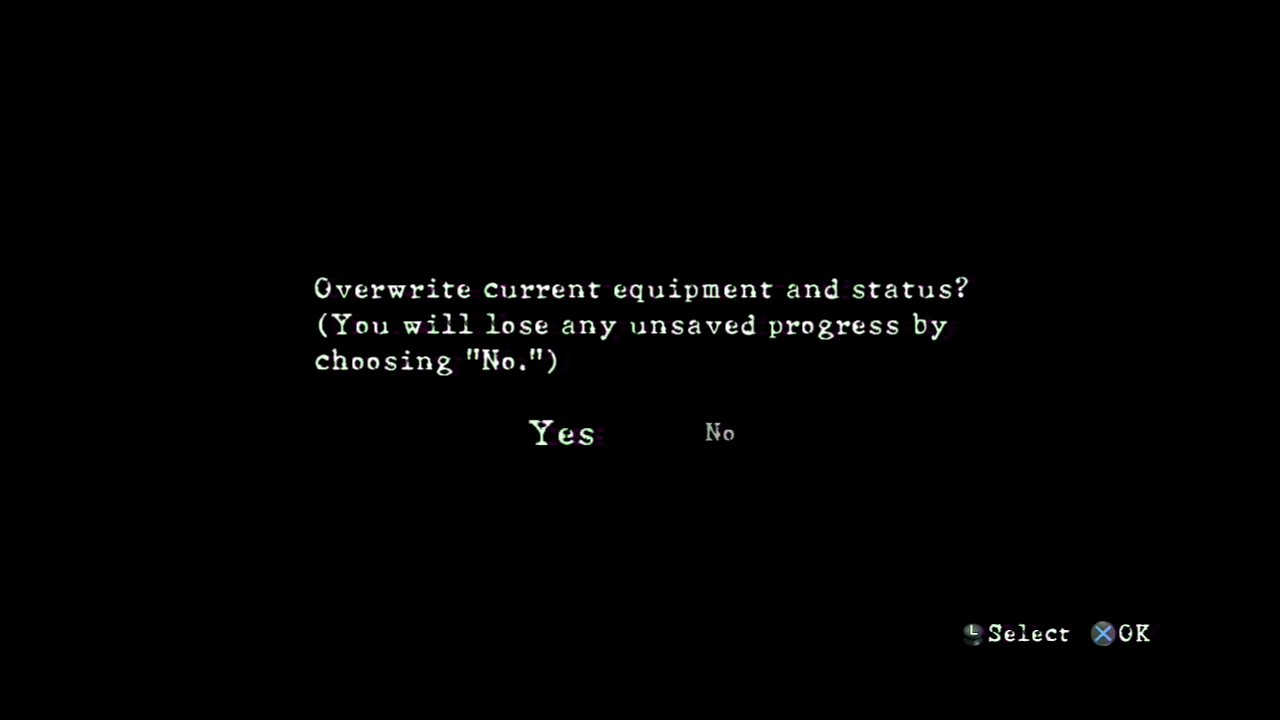 Overwrite current equipment and status?
(You will lose any unsaved progress by
choosing "No.")
Yes No
L Select OK